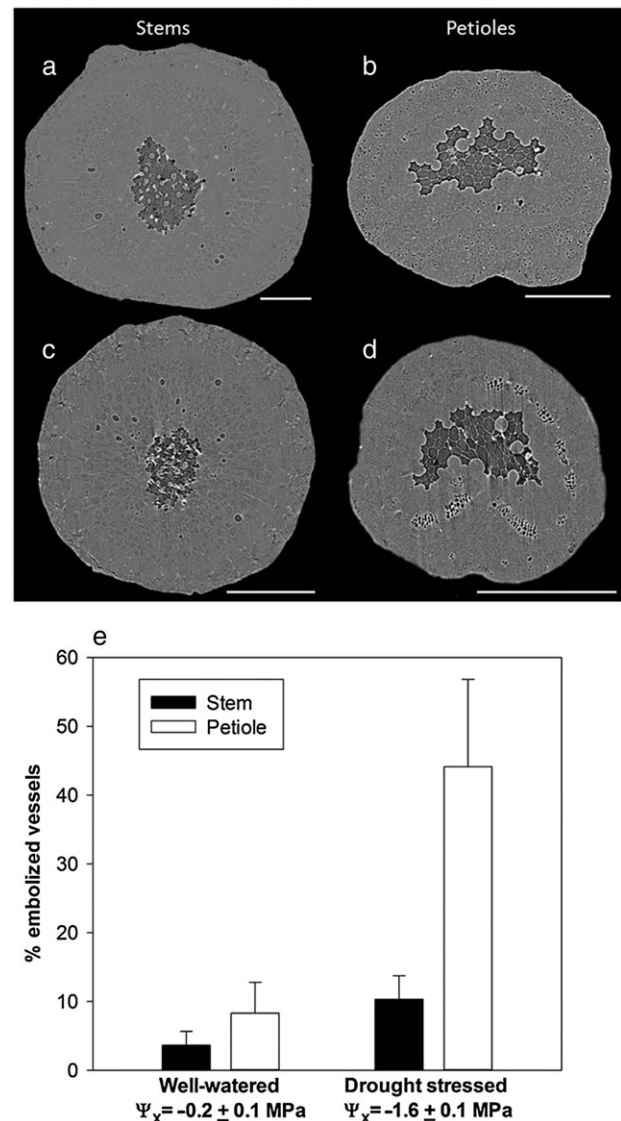 Stems Petioles
a b
c d
e
60
50
40
30
20
10
0
% embolized vessels
Stem
Petiole
Well-watered Drought stressed
Ψx= -0.2 ± 0.1 MPa Ψx= -1.6 ± 0.1 MPa